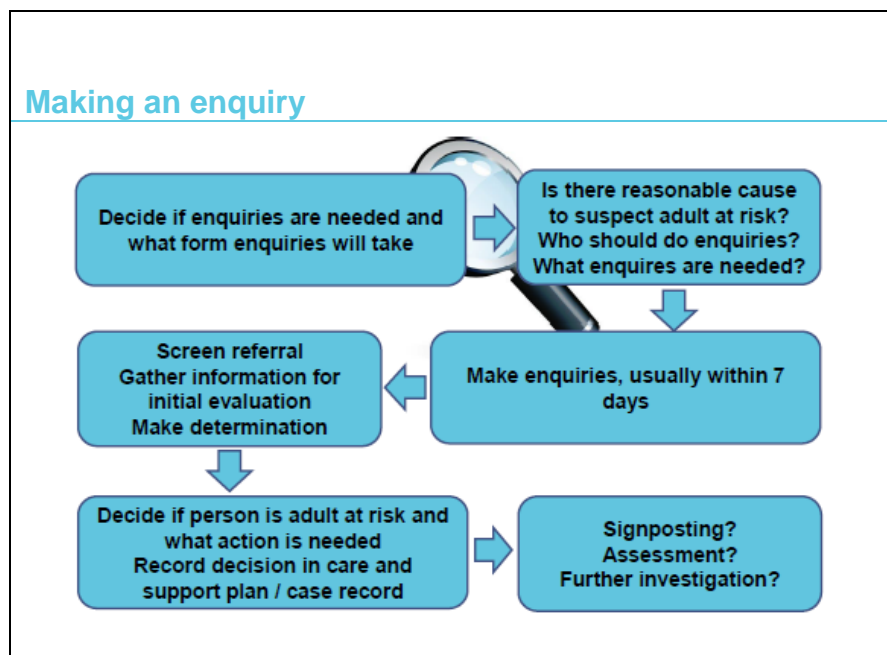 Making an enquiry
Decide if enquiries are needed and
what form enquiries will take
Is there reasonable cause
to suspect adult at risk?
Who should do enquiries?
What enquires are needed?
Make enquiries, usually within 7
days
Screen referral
Gather information for
initial evaluation
Make determination
Decide if person is adult at risk and
what action is needed
Record decision in care and
support plan / case record
Signposting?
Assessment?
Further investigation?